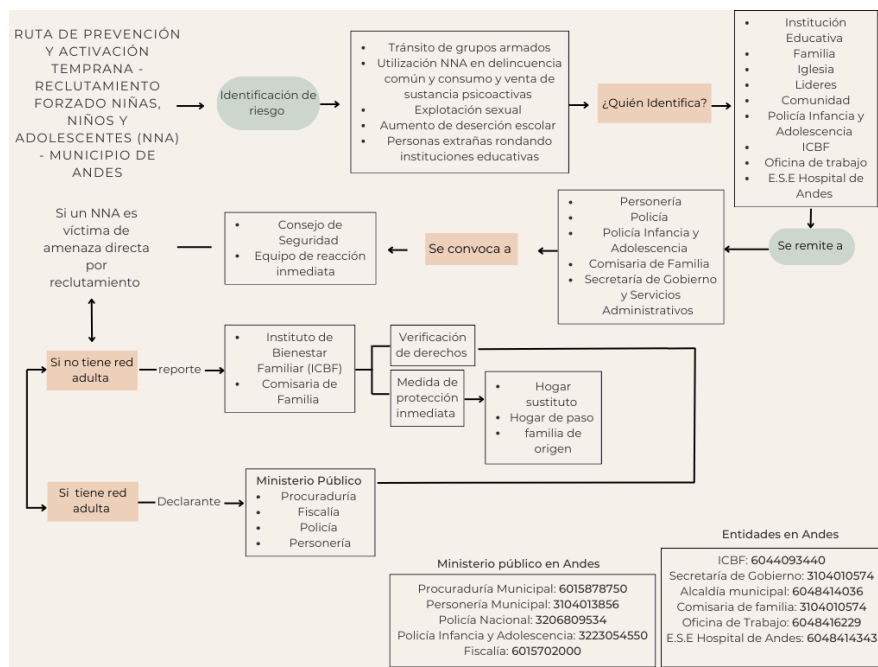 RUTA DE PREVENCIÓN
Y ACTIVACIÓN
TEMPRANA -
RECLUTAMIENTO
FORZADO NIÑAS,
NIÑOS Y
ADOLESCENTES (NNA)
- MUNICIPIO DE
ANDES
Identificación de
riesgo
• Tránsito de grupos armados
• Utilización NNA en delincuencia
común y consumo y venta de
sustancia psicoactivas
• Explotación sexual
• Aumento de deserción escolar
• Personas extrañas rondando
instituciones educativas
¿Quién Identifica?
• Institución
Educativa
• Familia
• Iglesia
• Lideres
• Comunidad
• Policía Infancia y
Adolescencia
• ICBF
• Oficina de trabajo
• E.S.E Hospital de
Andes
Se remite a
• Personería
• Policía
• Policía Infancia y
Adolescencia
• Comisaria de Familia
• Secretaría de Gobierno
y Servicios
Administrativos
Se convoca a
• Consejo de
Seguridad
• Equipo de reacción
inmediata
Si un NNA es
víctima de
amenaza directa
por
reclutamiento
Si no tiene red
adulta
reporte
• Instituto de
Bienestar
Familiar (ICBF)
• Comisaria de
Familia
Verificación
de derechos
Medida de
protección
inmediata
• Hogar
sustituto
• Hogar de paso
• familia de
origen
Si tiene red
adulta
Declarante
Ministerio Público
• Procuraduría
• Fiscalía
• Policía
• Personería
Ministerio público en Andes
Procuraduría Municipal: 6015878750
Personería Municipal: 3104013856
Policía Nacional: 3206809534
Policía Infancia y Adolescencia: 3223054550
Fiscalía: 6015702000
Entidades en Andes
ICBF: 6044093440
Secretaría de Gobierno: 3104010574
Alcaldía municipal: 6048414036
Comisaria de familia: 3104010574
Oficina de Trabajo: 6048416229
E.S.E Hospital de Andes: 6048414343